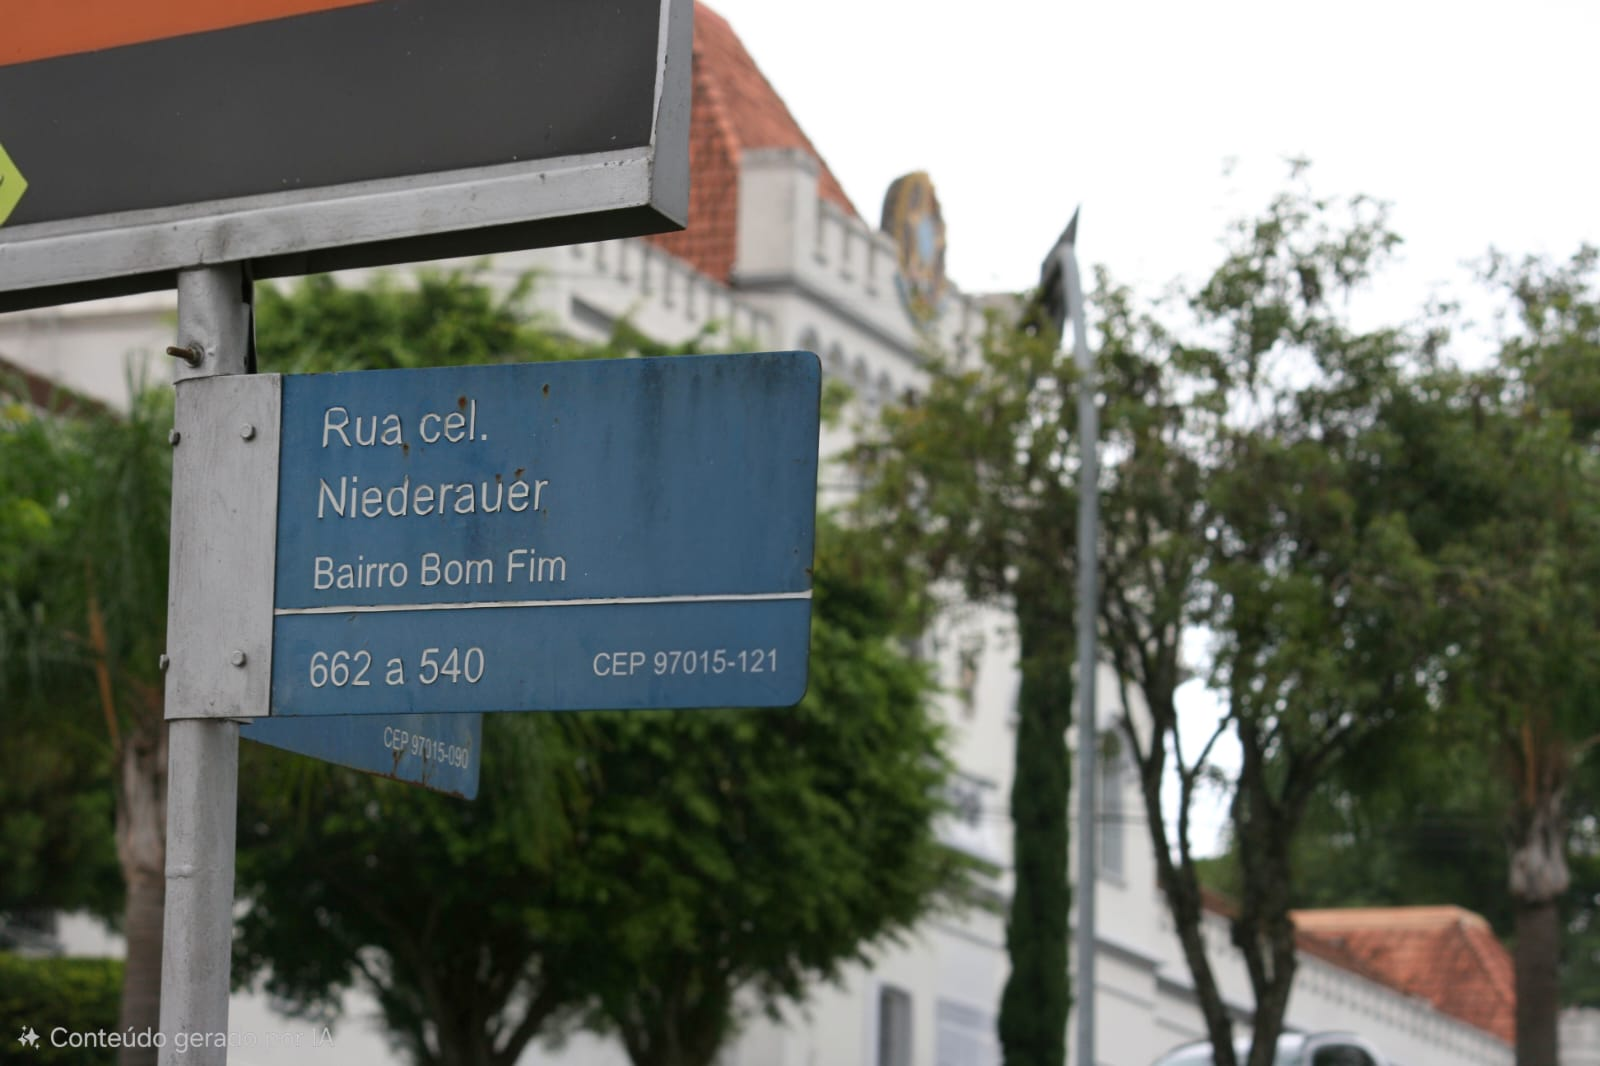 Rua cel.
Niederauer
Bairro Bom Fim
662 a 540 CEP 97015-121
CEP 97015-090
Conteúdo gerado por IA